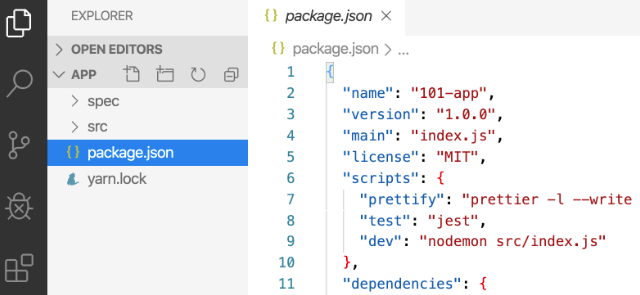 EXPLORER
OPEN EDITORS
APP
spec
src
{} package.json
yarn.lock
{} package.json ×
{} package.json > ...
1 {
2 "name": "101-app",
3 "version": "1.0.0",
4 "main": "index.js",
5 "license": "MIT",
6 "scripts": {
7 "prettify": "prettier -l --write
8 "test": "jest",
9 "dev": "nodemon src/index.js"
10 },
11 "dependencies": {